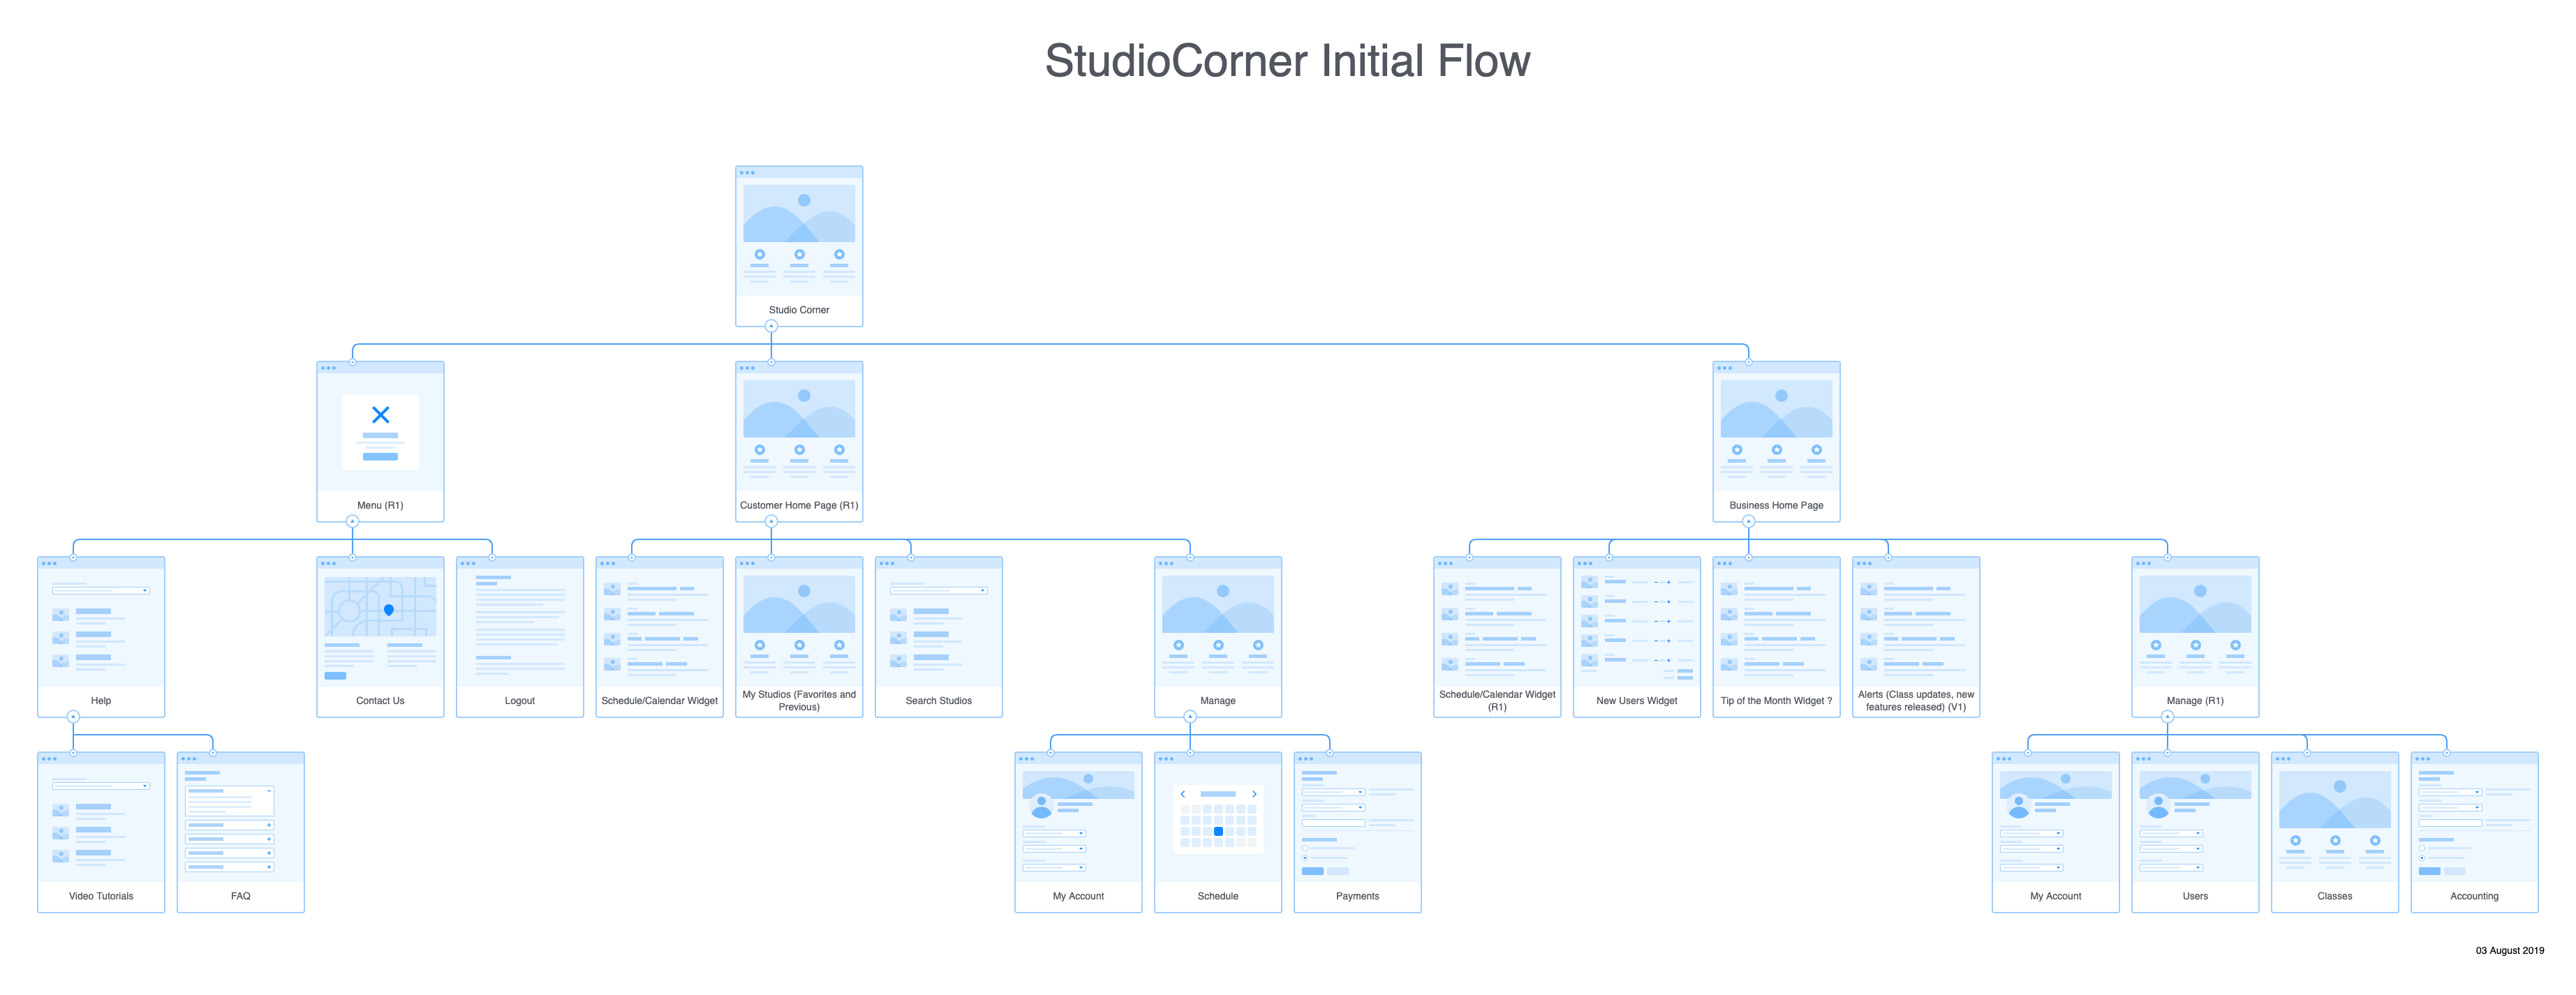 StudioCorner Initial Flow
Studio Corner
Menu (R1)
Customer Home Page (R1)
Business Home Page
Help
Contact Us
Logout
Schedule/Calendar Widget
My Studios (Favorites and
Previous)
Search Studios
Manage
Schedule/Calendar Widget
(R1)
New Users Widget
Tip of the Month Widget ?
Alerts (Class updates, new
features released) (V1)
Manage (R1)
Video Tutorials
FAQ
My Account
Schedule
Payments
My Account
Users
Classes
Accounting
03 August 2019